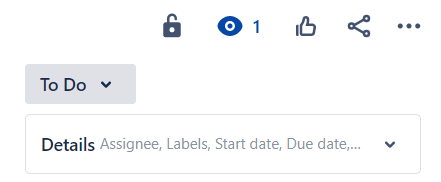 1
To Do
Details Assignee, Labels, Start date, Due date,...